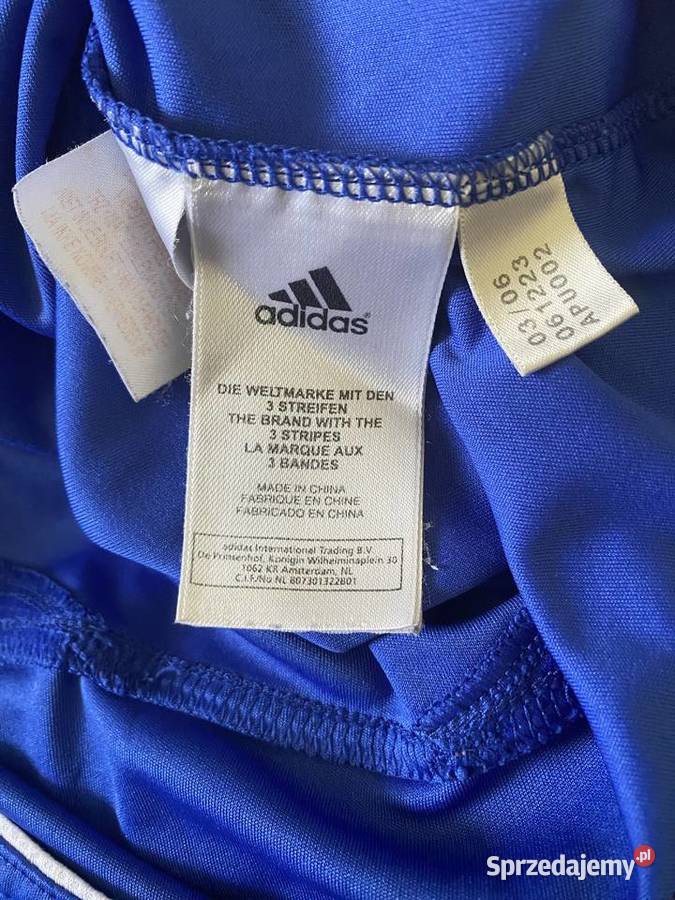 adidas®
DIE WELTMARKE MIT DEN
3 STREIFEN
THE BRAND WITH THE
3 STRIPES
LA MARQUE AUX
3 BANDES
MADE IN CHINA
FABRIQUE EN CHINE
FABRICADO EN CHINA
adidas International Trading B.V.
De Prinsenhof, Konigin Wilhelminaplein 30
1062 KR Amsterdam, NL
C.I.F/No NL 807301322B01
03/06
061223
APU002
Sprzedajemy.pl